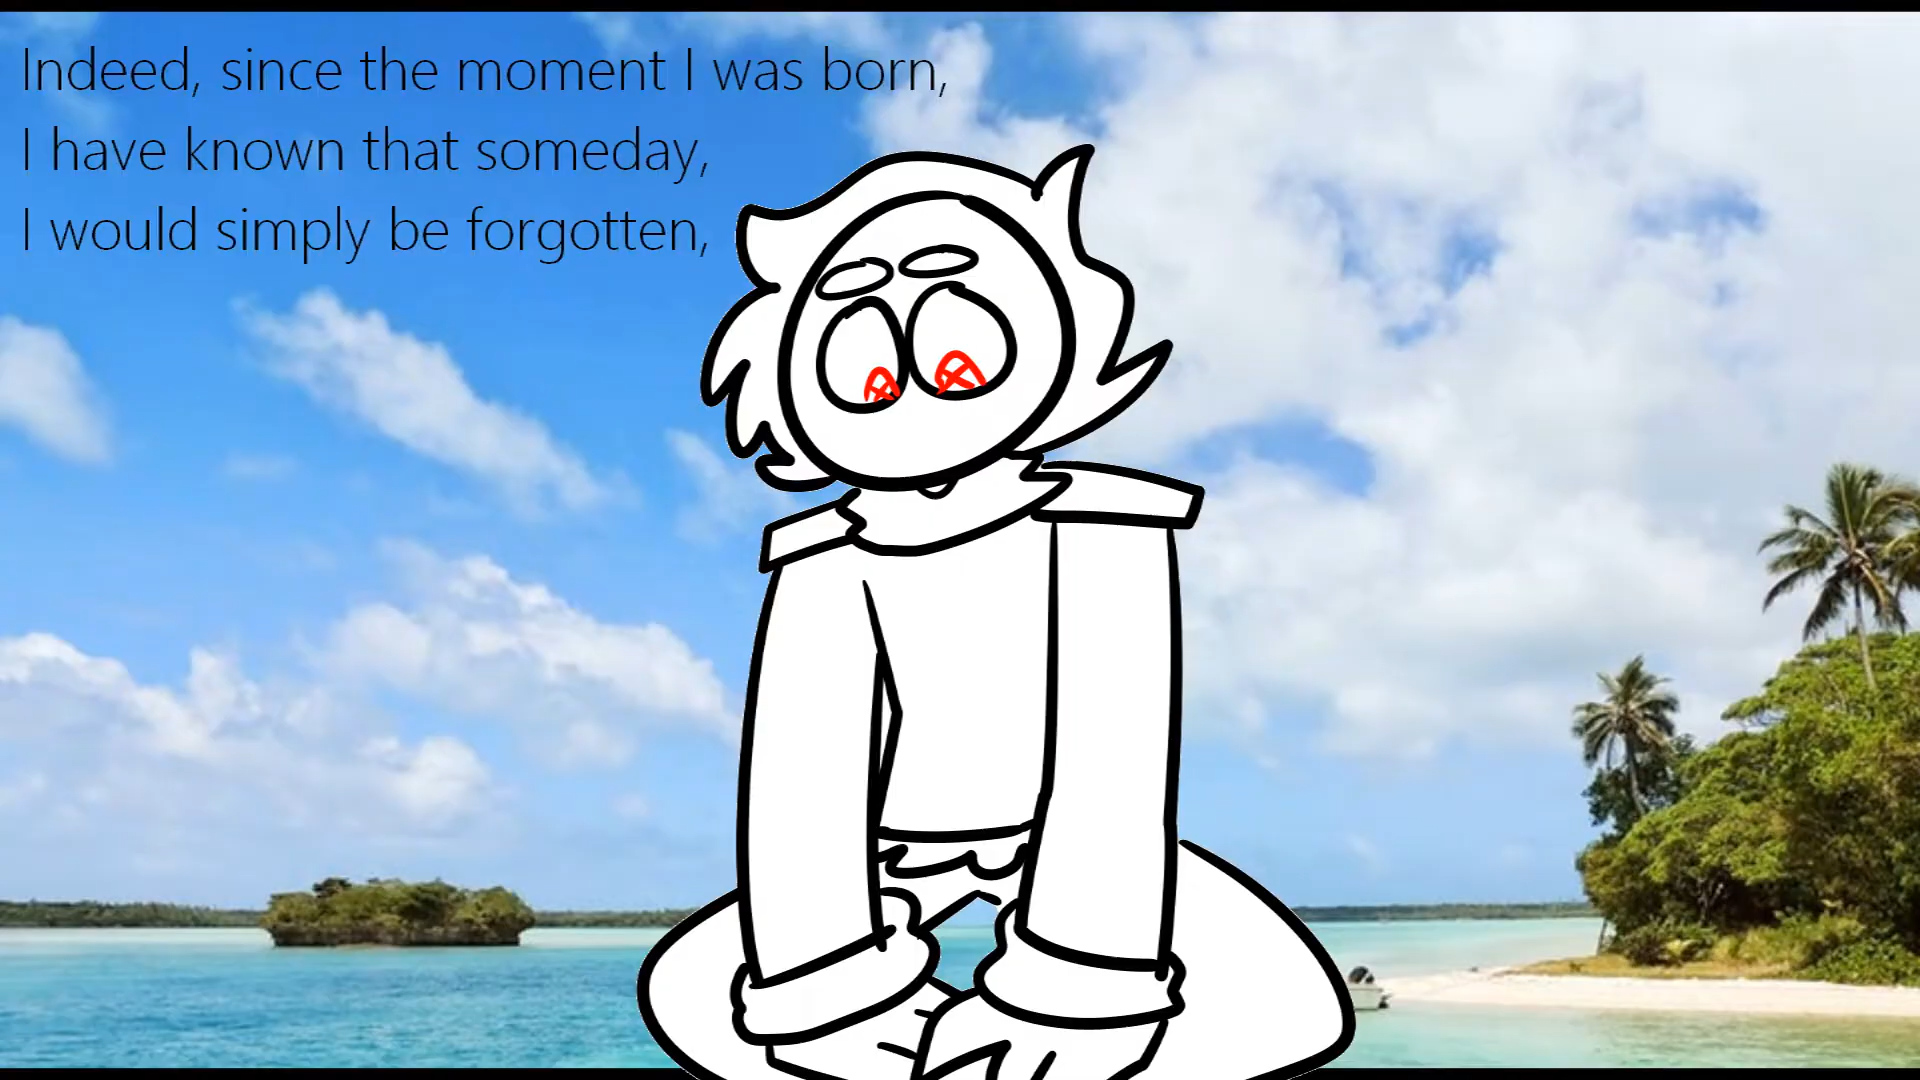 Indeed, since the moment I was born,
I have known that someday,
I would simply be forgotten,